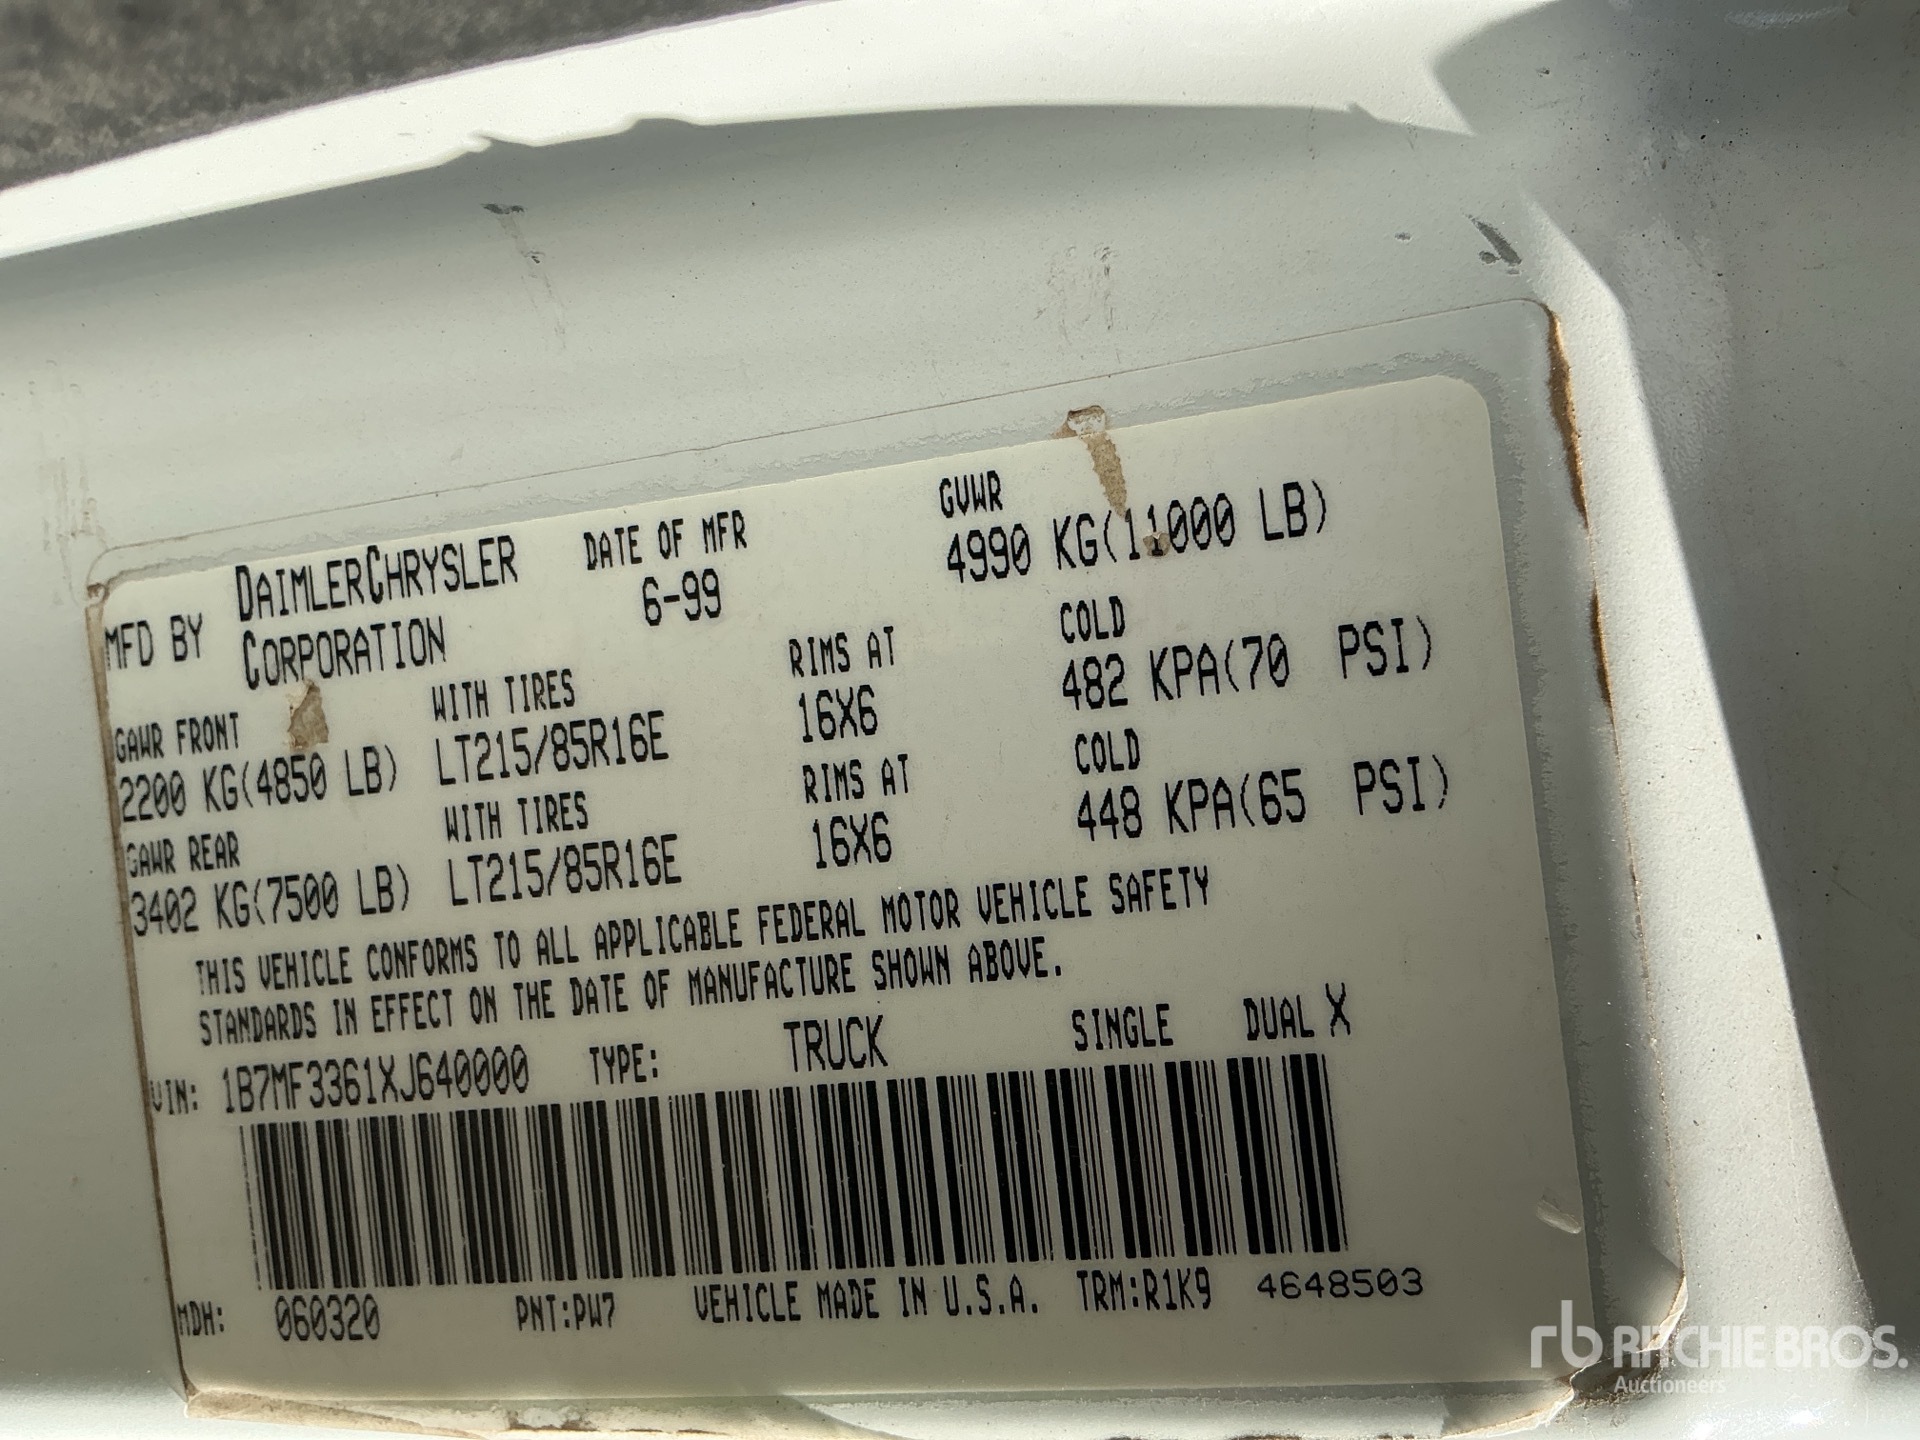 MFD BY DAIMLERCHRYSLER CORPORATION
DATE OF MFR 6-99
GVWR 4990 KG(11000 LB)
GAWR FRONT WITH TIRES RIMS AT COLD
2200 KG(4850 LB) LT215/85R16E 16X6 482 KPA(70 PSI)
GAWR REAR WITH TIRES RIMS AT COLD
3402 KG(7500 LB) LT215/85R16E 16X6 448 KPA(65 PSI)
THIS VEHICLE CONFORMS TO ALL APPLICABLE FEDERAL MOTOR VEHICLE SAFETY
STANDARDS IN EFFECT ON THE DATE OF MANUFACTURE SHOWN ABOVE.
VIN: 1B7MF3361XJ640000 TYPE: TRUCK SINGLE DUAL X
MDH: 060320 PNT:PW7 VEHICLE MADE IN U.S.A. TRM:R1K9 4648503
rb RITCHIE BROS.
Auctioneers